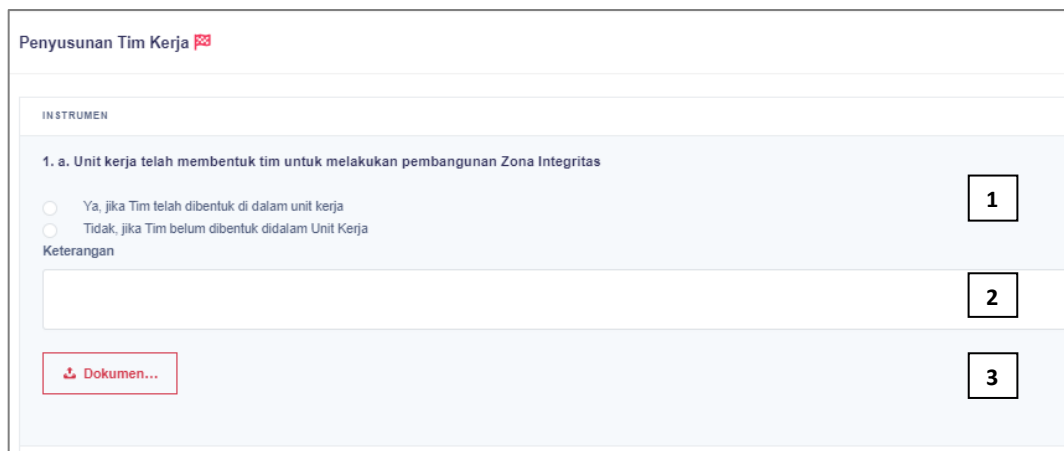 Penyusunan Tim Kerja
INSTRUMEN
1. a. Unit kerja telah membentuk tim untuk melakukan pembangunan Zona Integritas
1
Ya, jika Tim telah dibentuk di dalam unit kerja
Tidak, jika Tim belum dibentuk didalam Unit Kerja
Keterangan
2
Dokumen...
3